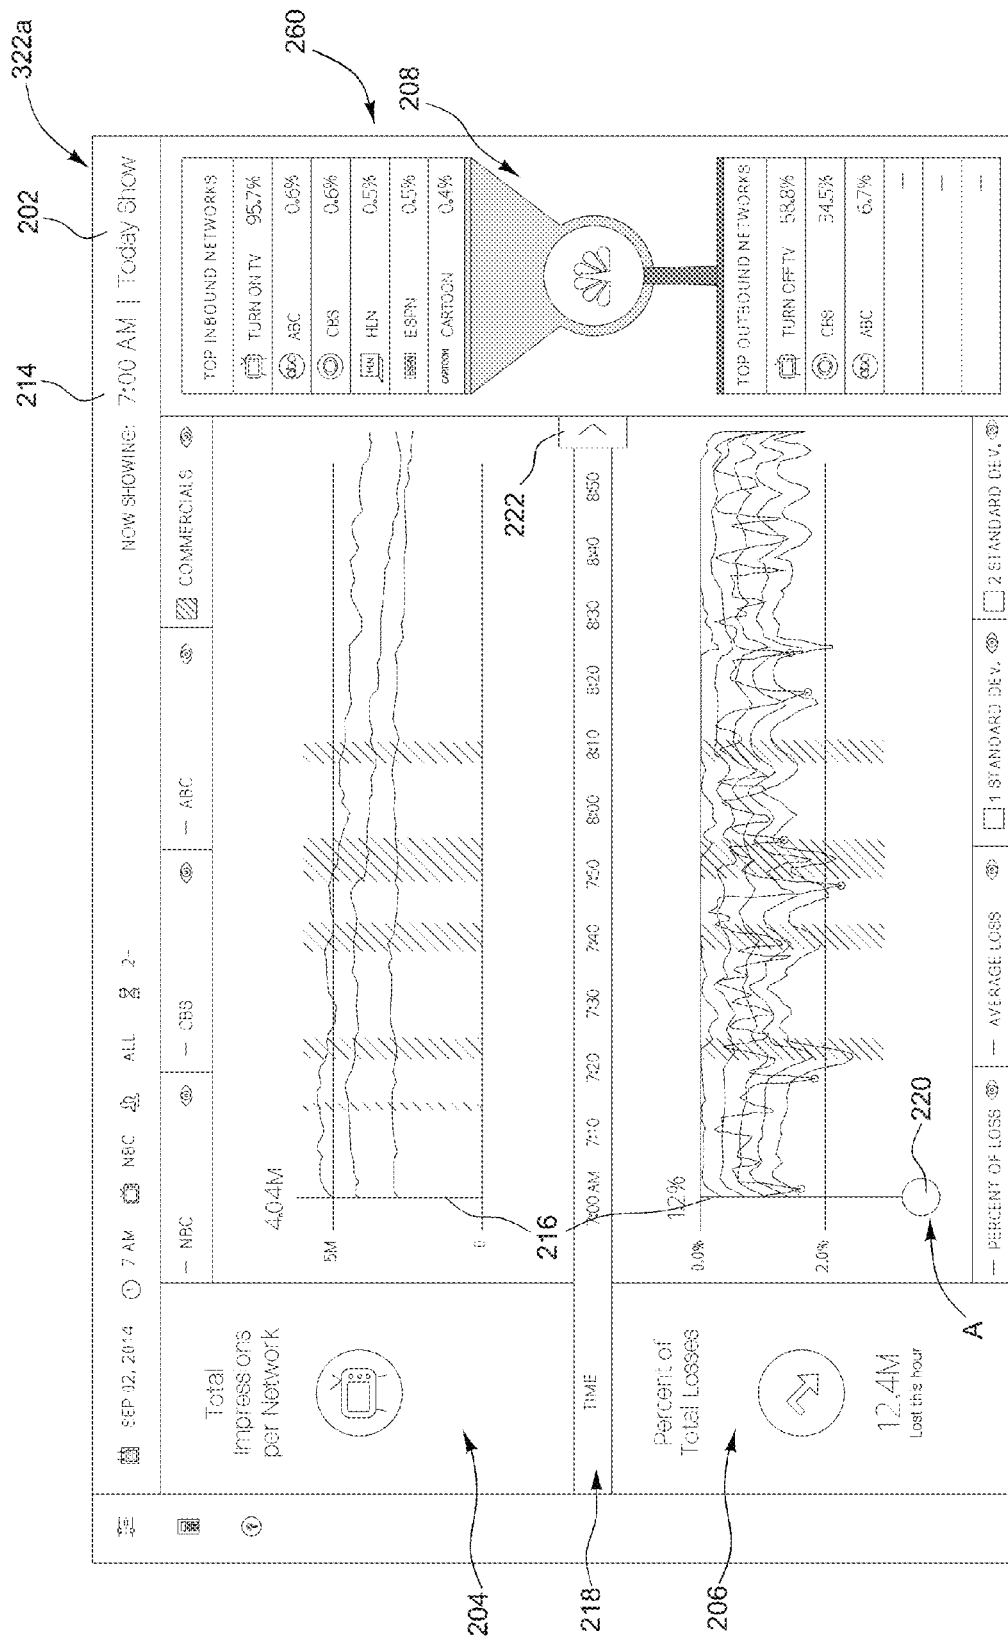 322a
202
214
260
208
SEP 02, 2014 7 AM NBC ALL 2-
NOW SHOWING: 7:00 AM | Today Show
— NBC
— CBS
— ABC
COMMERCIALS
Total
Impressions
per Network
204
4.04M
5M
0
216
222
TIME
7:00 AM 7:10 7:20 7:30 7:40 7:50 8:00 8:10 8:20 8:30 8:40 8:50
218
Percent of
Total Losses
12.4M
Lost this hour
206
1.2%
0.0%
2.0%
220
A
— PERCENT OF LOSS
— AVERAGE LOSS
1 STANDARD DEV.
2 STANDARD DEV.
TOP INBOUND NETWORKS
TURN ON TV 95.7%
abc ABC 0.6%
CBS 0.6%
HLN HLN 0.5%
ESPN 0.5%
CARTOON CARTOON 0.4%
TOP OUTBOUND NETWORKS
TURN OFF TV 58.8%
CBS 34.5%
abc ABC 6.7%
—
—
—